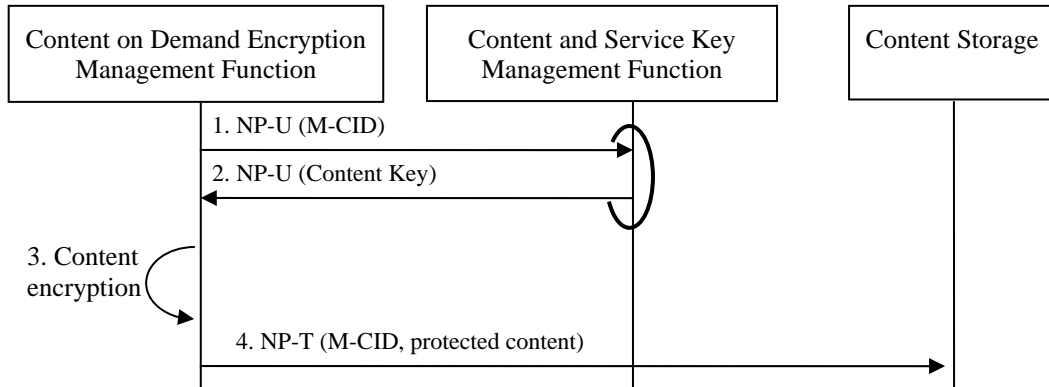 Content on Demand Encryption
Management Function
Content and Service Key
Management Function
Content Storage
1. NP-U (M-CID)
2. NP-U (Content Key)
3. Content
encryption
4. NP-T (M-CID, protected content)